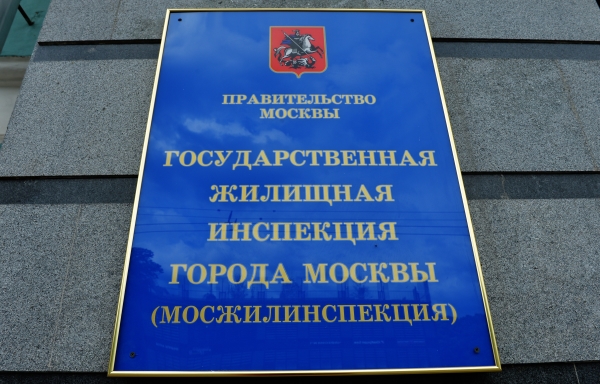 ПРАВИТЕЛЬСТВО
МОСКВЫ
ГОСУДАРСТВЕННАЯ
ЖИЛИЩНАЯ
ИНСПЕКЦИЯ
ГОРОДА МОСКВЫ
(МОСЖИЛИНСПЕКЦИЯ)